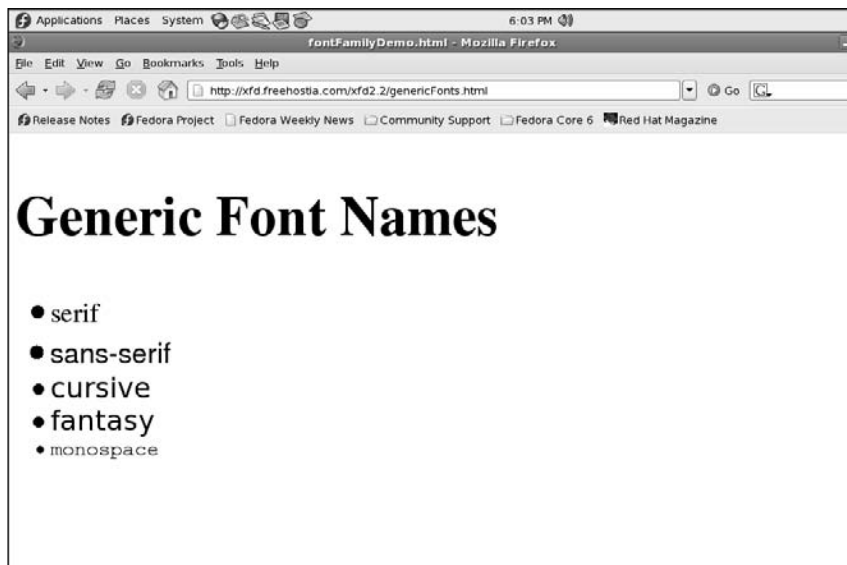 Applications Places System 6:03 PM
fontFamilyDemo.html - Mozilla Firefox
File Edit View Go Bookmarks Tools Help
http://xfd.freehostia.com/xfd2.2/genericFonts.html Go G
Release Notes Fedora Project Fedora Weekly News Community Support Fedora Core 6 Red Hat Magazine
Generic Font Names
serif
sans-serif
cursive
fantasy
monospace